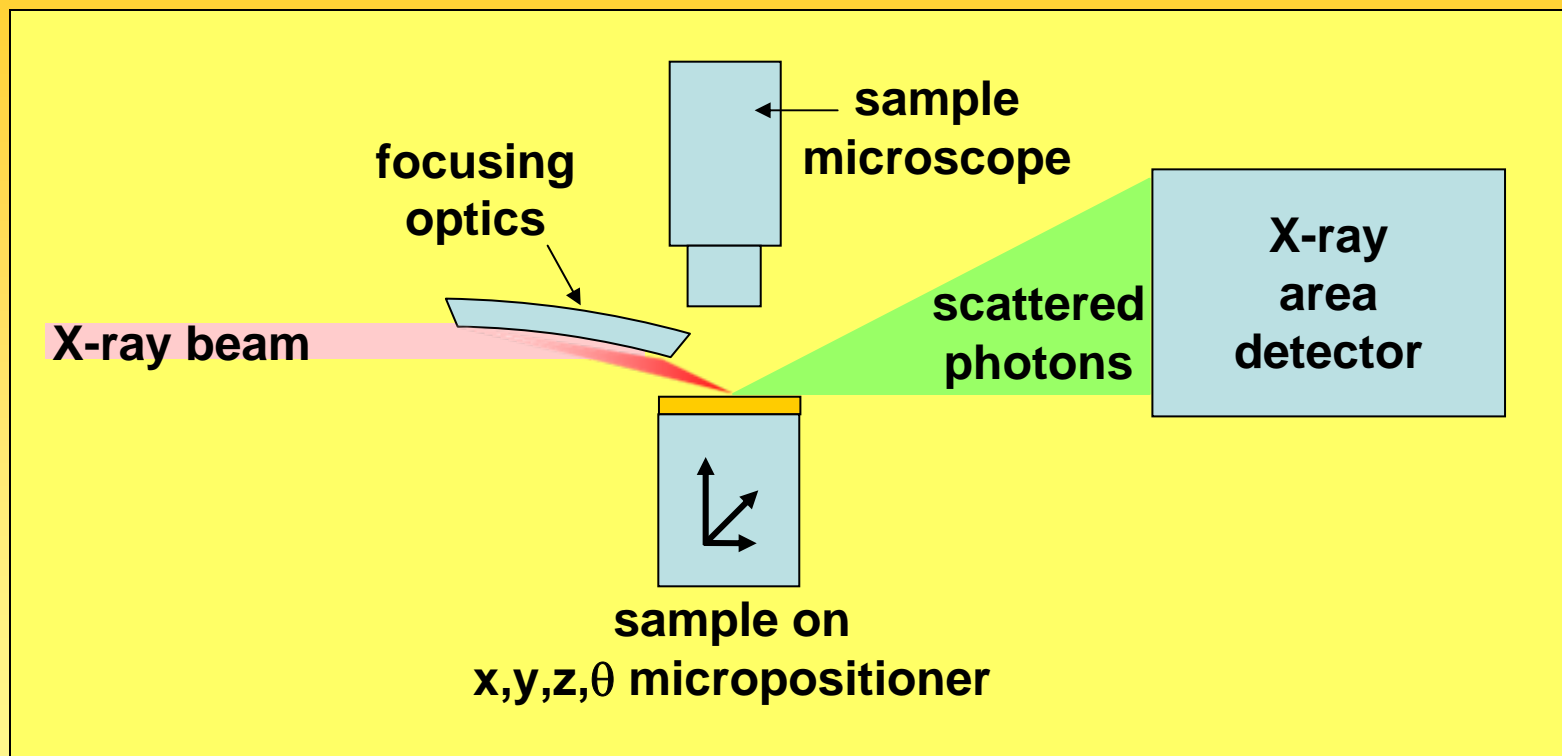 sample
microscope
focusing
optics
X-ray
area
detector
scattered
photons
X-ray beam
sample on
x,y,z,θ micropositioner